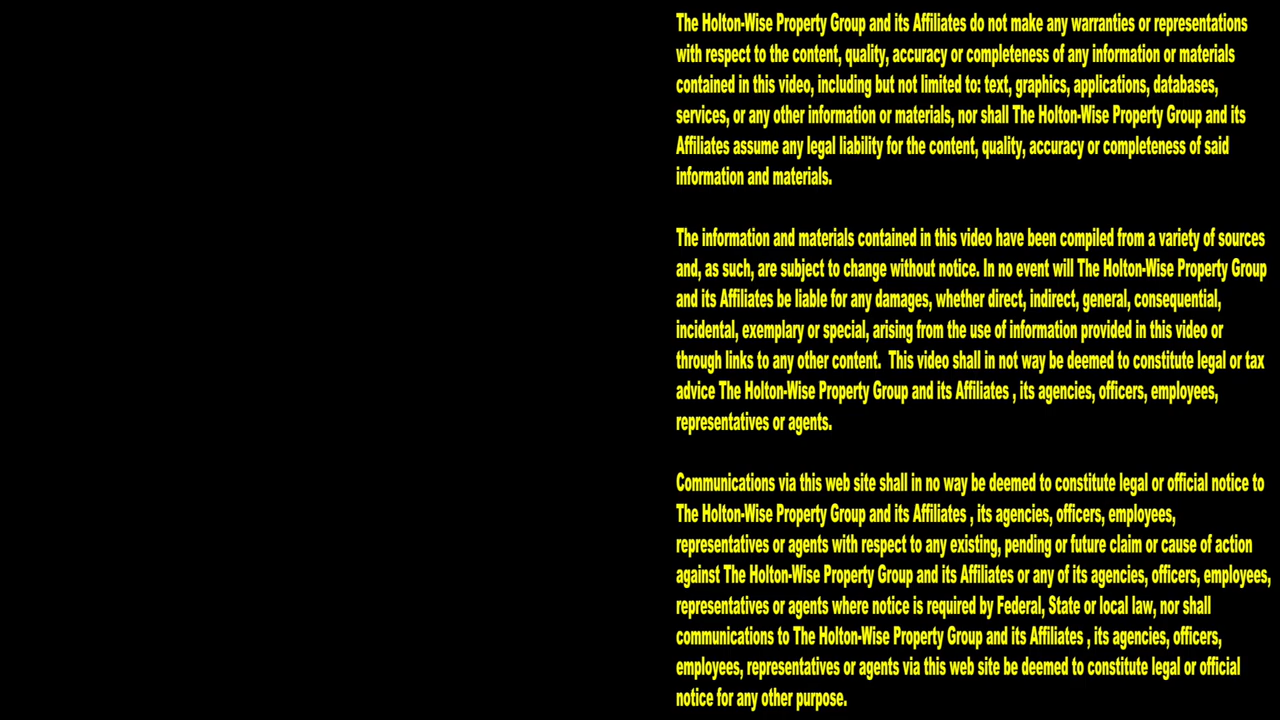 The Holton-Wise Property Group and its Affiliates do not make any warranties or representations
with respect to the content, quality, accuracy or completeness of any information or materials
contained in this video, including but not limited to: text, graphics, applications, databases,
services, or any other information or materials, nor shall The Holton-Wise Property Group and its
Affiliates assume any legal liability for the content, quality, accuracy or completeness of said
information and materials.
The information and materials contained in this video have been compiled from a variety of sources
and, as such, are subject to change without notice. In no event will The Holton-Wise Property Group
and its Affiliates be liable for any damages, whether direct, indirect, general, consequential,
incidental, exemplary or special, arising from the use of information provided in this video or
through links to any other content.  This video shall in not way be deemed to constitute legal or tax
advice The Holton-Wise Property Group and its Affiliates , its agencies, officers, employees,
representatives or agents.
Communications via this web site shall in no way be deemed to constitute legal or official notice to
The Holton-Wise Property Group and its Affiliates , its agencies, officers, employees,
representatives or agents with respect to any existing, pending or future claim or cause of action
against The Holton-Wise Property Group and its Affiliates or any of its agencies, officers, employees,
representatives or agents where notice is required by Federal, State or local law, nor shall
communications to The Holton-Wise Property Group and its Affiliates , its agencies, officers,
employees, representatives or agents via this web site be deemed to constitute legal or official
notice for any other purpose.